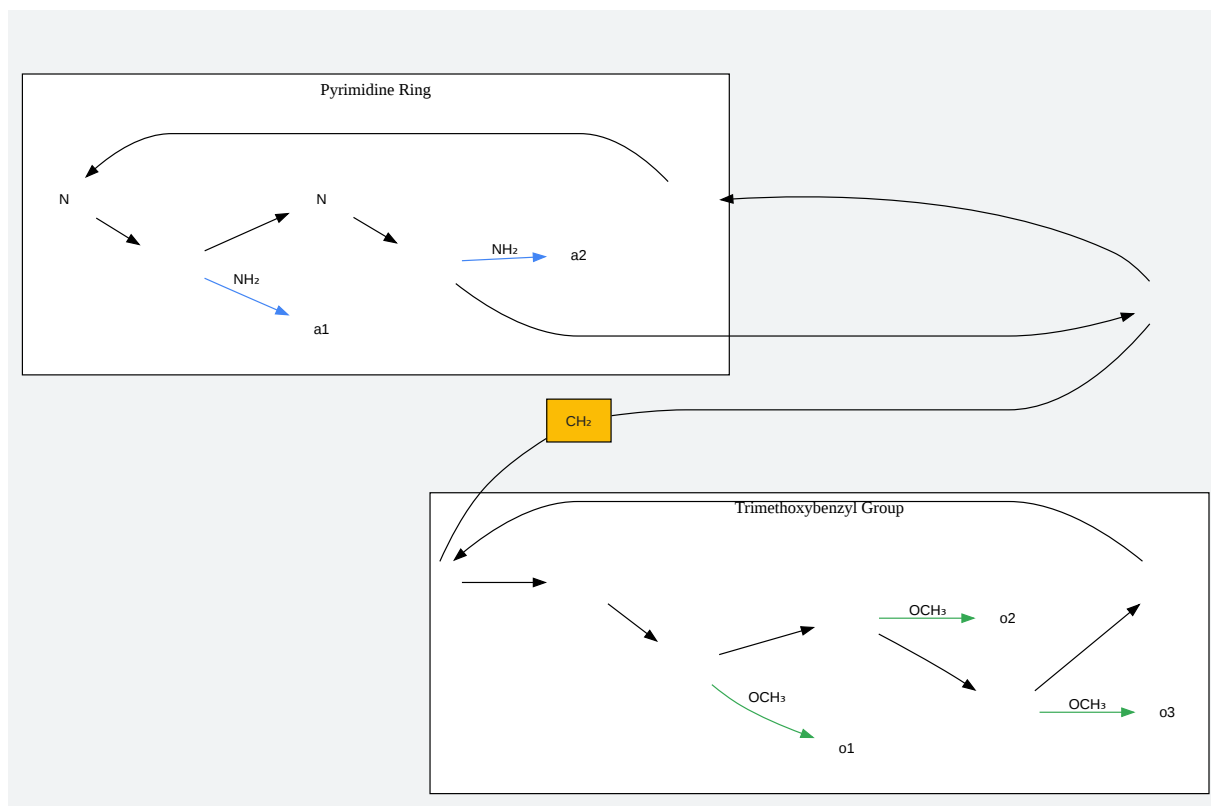 Pyrimidine Ring
N
N
NH₂
a2
NH₂
a1
CH₂
Trimethoxybenzyl Group
OCH₃
o2
OCH₃
OCH₃
o3
o1